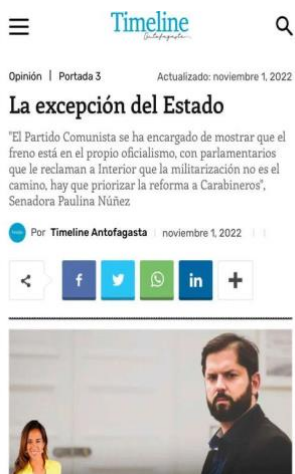 Timeline
Antofagasta
Opinión | Portada 3
Actualizado: noviembre 1, 2022
La excepción del Estado
"El Partido Comunista se ha encargado de mostrar que el
freno está en el propio oficialismo, con parlamentarios
que le reclaman a Interior que la militarización no es el
camino, hay que priorizar la reforma a Carabineros",
Senadora Paulina Núñez
Por Timeline Antofagasta
noviembre 1, 2022
f
in
+